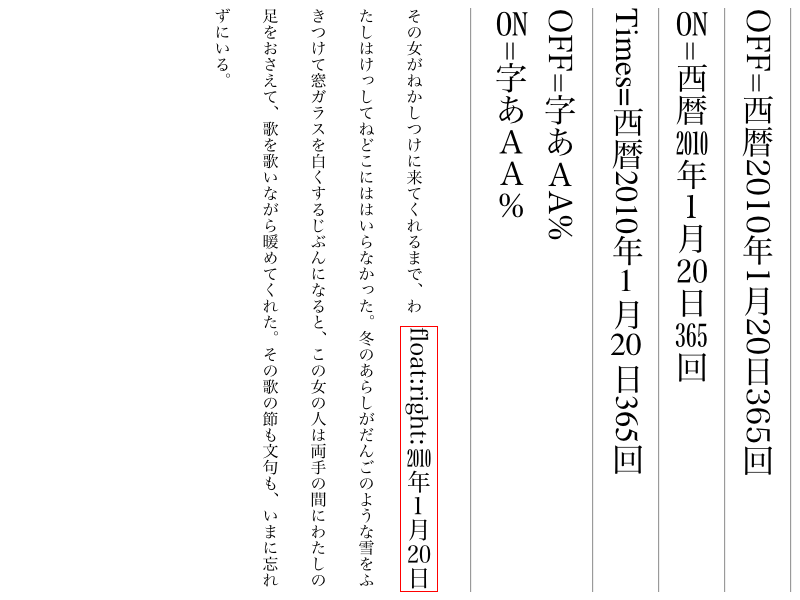 OFF=西暦2010年1月20日365回
ON=西暦2010年1月20日365回
Times=西暦2010年1月20日365回
OFF=字あAA%
ON=字あAA%
その女がねかしつけに来てくれるまで、わ
float:right: 2010年1月20日
たしはけっしてねどこにははいらなかった。冬のあらしがだんごのような雪をふ
きつけて窓ガラスを白くするじぶんになると、この女の人は両手の間にわたしの
足をおさえて、歌を歌いながら暖めてくれた。その歌の節も文句も、いまに忘れ
ずにいる。